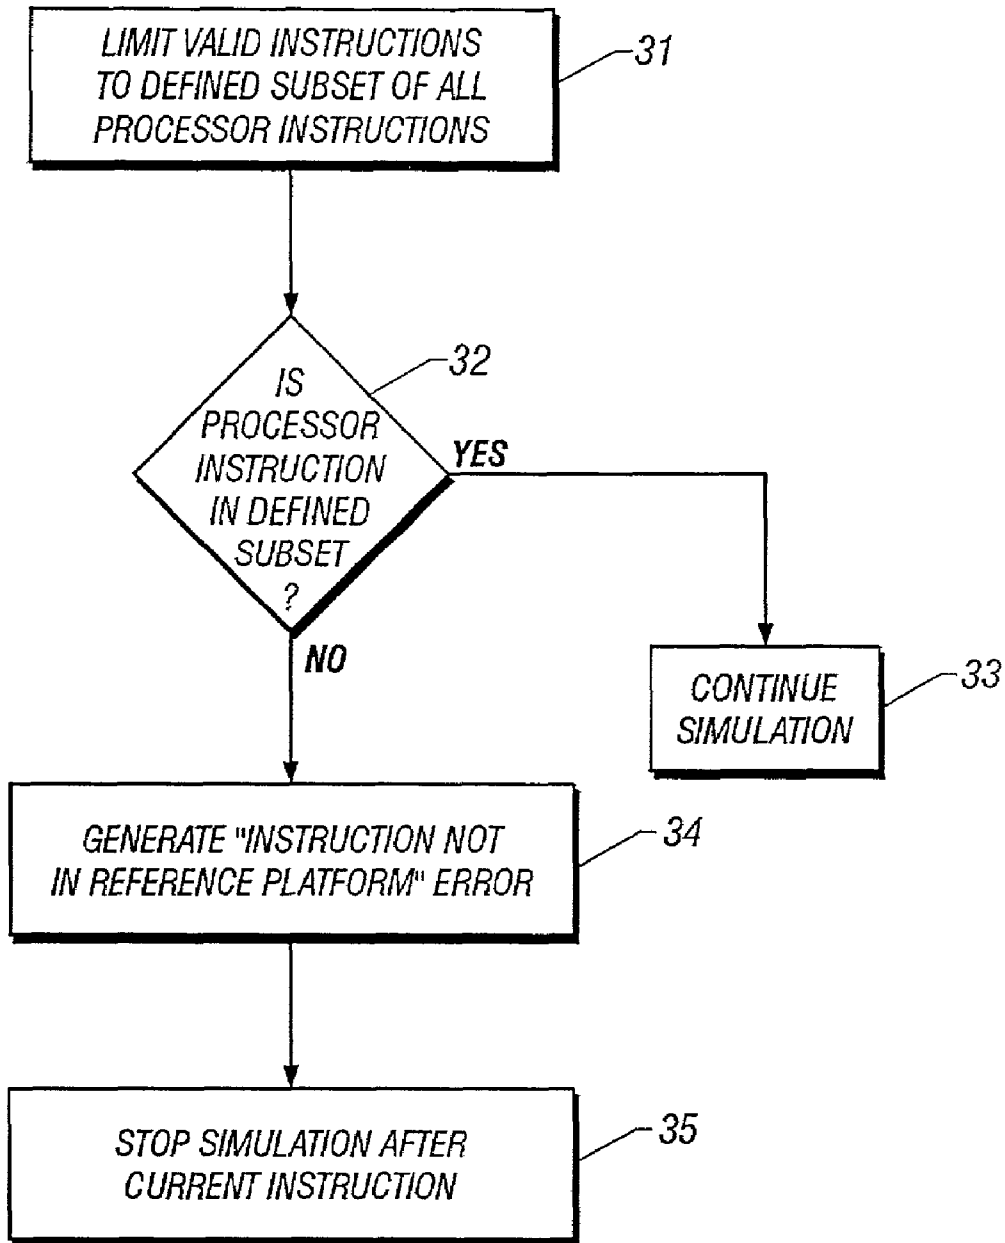 LIMIT VALID INSTRUCTIONS
TO DEFINED SUBSET OF ALL
PROCESSOR INSTRUCTIONS
31
IS
PROCESSOR
INSTRUCTION
IN DEFINED
SUBSET
?
32
YES
NO
CONTINUE
SIMULATION
33
GENERATE "INSTRUCTION NOT
IN REFERENCE PLATFORM" ERROR
34
STOP SIMULATION AFTER
CURRENT INSTRUCTION
35